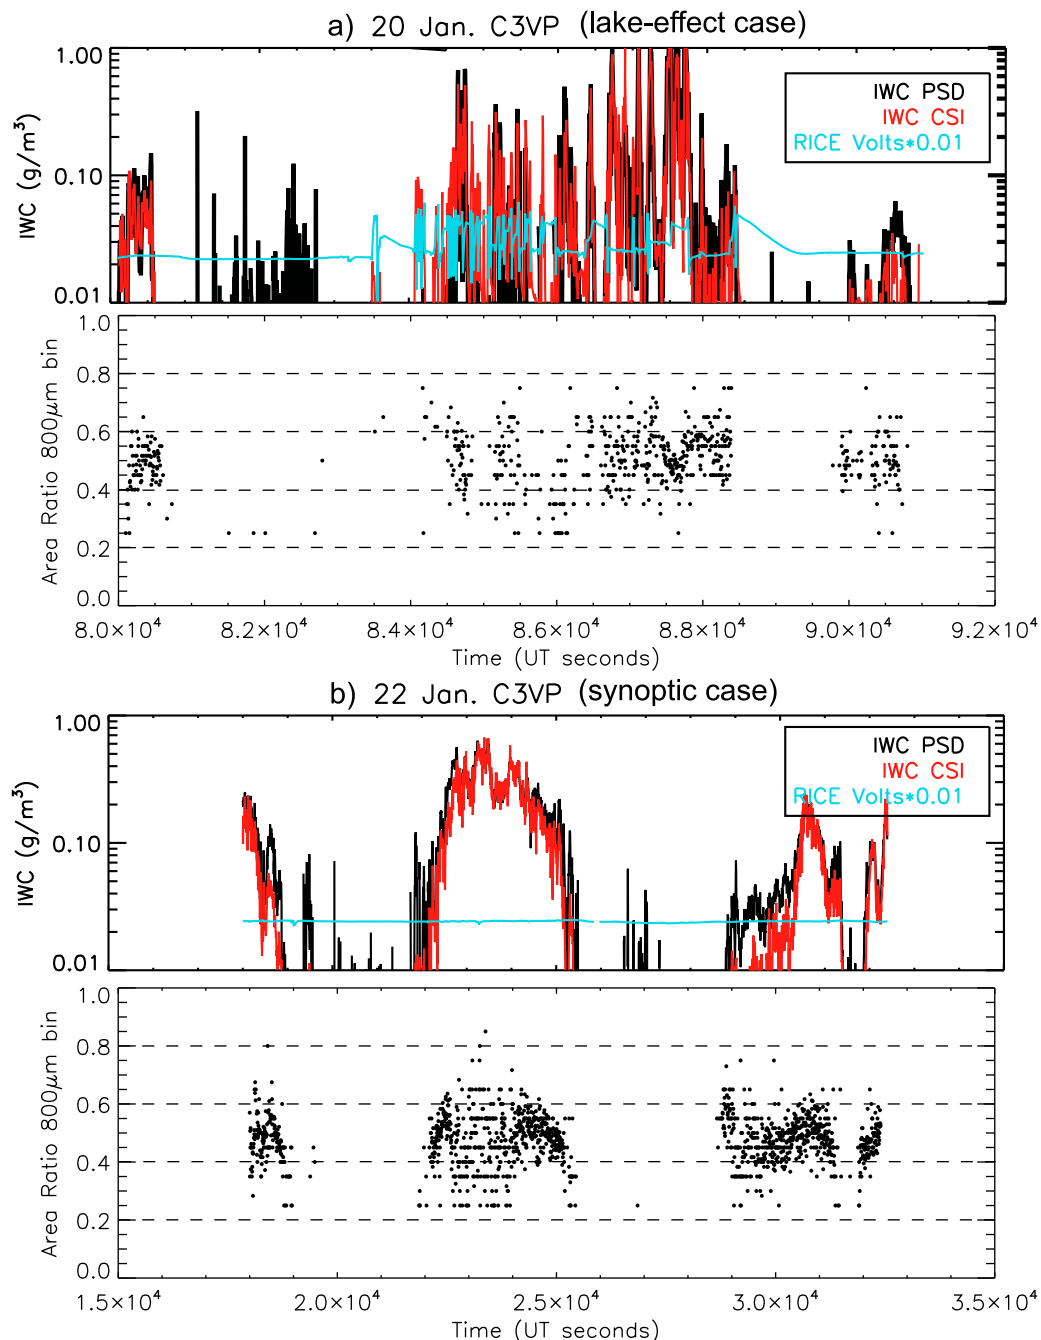 a) 20 Jan. C3VP (lake-effect case)
1.00
0.10
0.01
IWC (g/m³)
IWC PSD
IWC CSI
RICE Volts*0.01
1.0
0.8
0.6
0.4
0.2
0.0
Area Ratio 800μm bin
8.0×10⁴ 8.2×10⁴ 8.4×10⁴ 8.6×10⁴ 8.8×10⁴ 9.0×10⁴ 9.2×10⁴
Time (UT seconds)
b) 22 Jan. C3VP (synoptic case)
1.00
0.10
0.01
IWC (g/m³)
IWC PSD
IWC CSI
RICE Volts*0.01
1.0
0.8
0.6
0.4
0.2
0.0
Area Ratio 800μm bin
1.5×10⁴ 2.0×10⁴ 2.5×10⁴ 3.0×10⁴ 3.5×10⁴
Time (UT seconds)